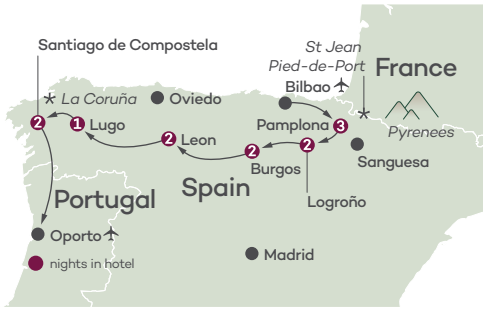 Santiago de Compostela
St Jean
Pied-de-Port
France
Bilbao
La Coruña
Oviedo
2
1
Lugo
Pamplona
3
Pyrenees
2
Leon
2
Burgos
2
Sanguesa
Spain
Logroño
Portugal
Oporto
Madrid
nights in hotel